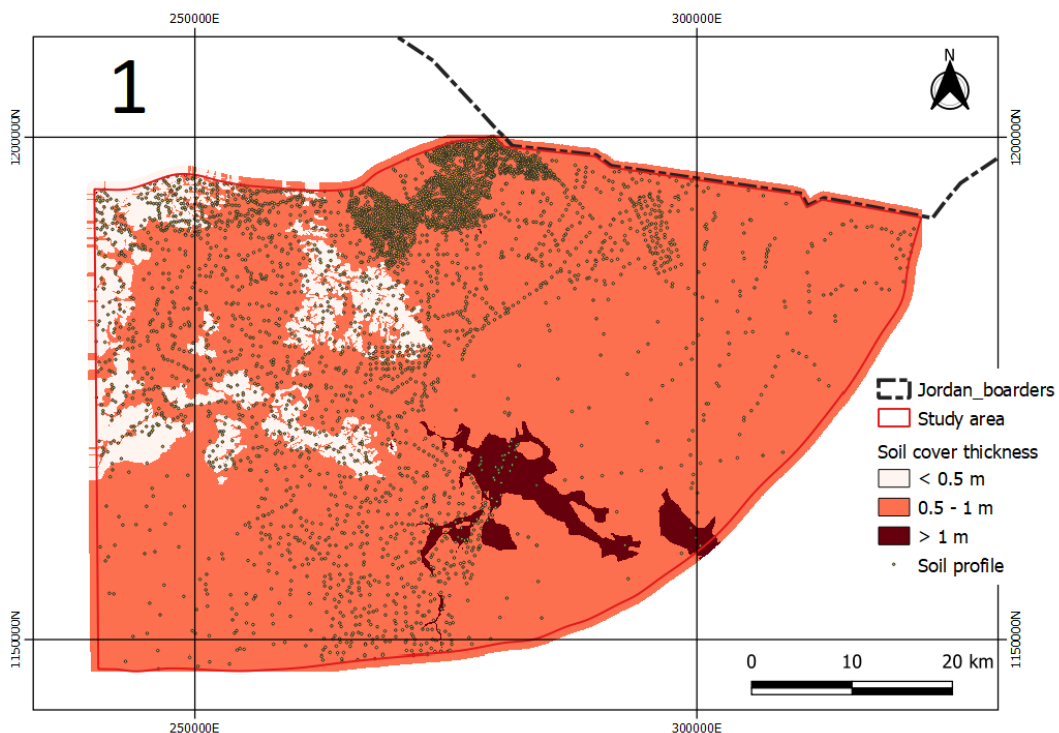 250000E
300000E
1
N
1200000N
1200000N
Jordan_boarders
Study area
Soil cover thickness
< 0.5 m
0.5 - 1 m
> 1 m
Soil profile
1150000N
1150000N
0 10 20 km
250000E
300000E